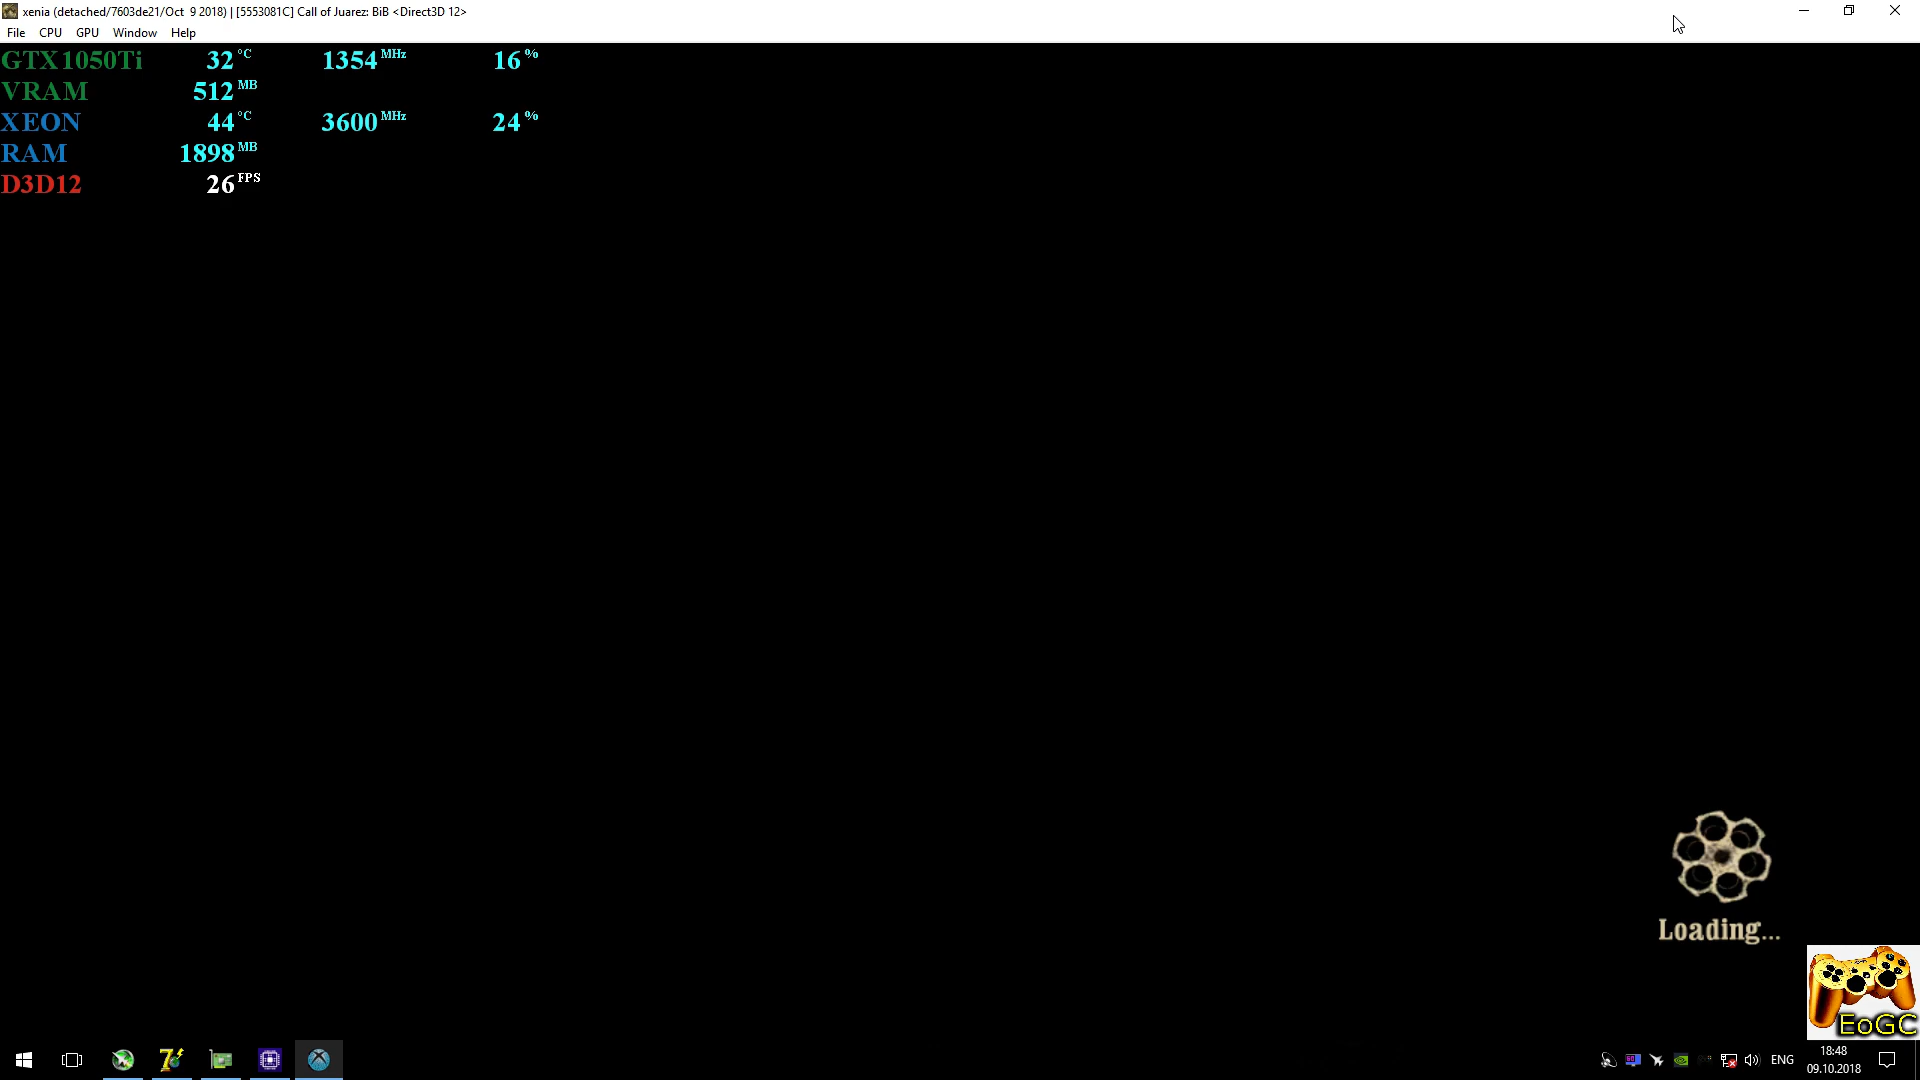 xenia (detached/7603de21/Oct  9 2018) | [5553081C] Call of Juarez: BiB <Direct3D 12>
File CPU GPU Window Help
GTX1050Ti 32 °C 1354 MHz 16 %
VRAM 512 MB
XEON 44 °C 3600 MHz 24 %
RAM 1898 MB
D3D12 26 FPS
Loading...
EoGC
ENG
18:48
09.10.2018